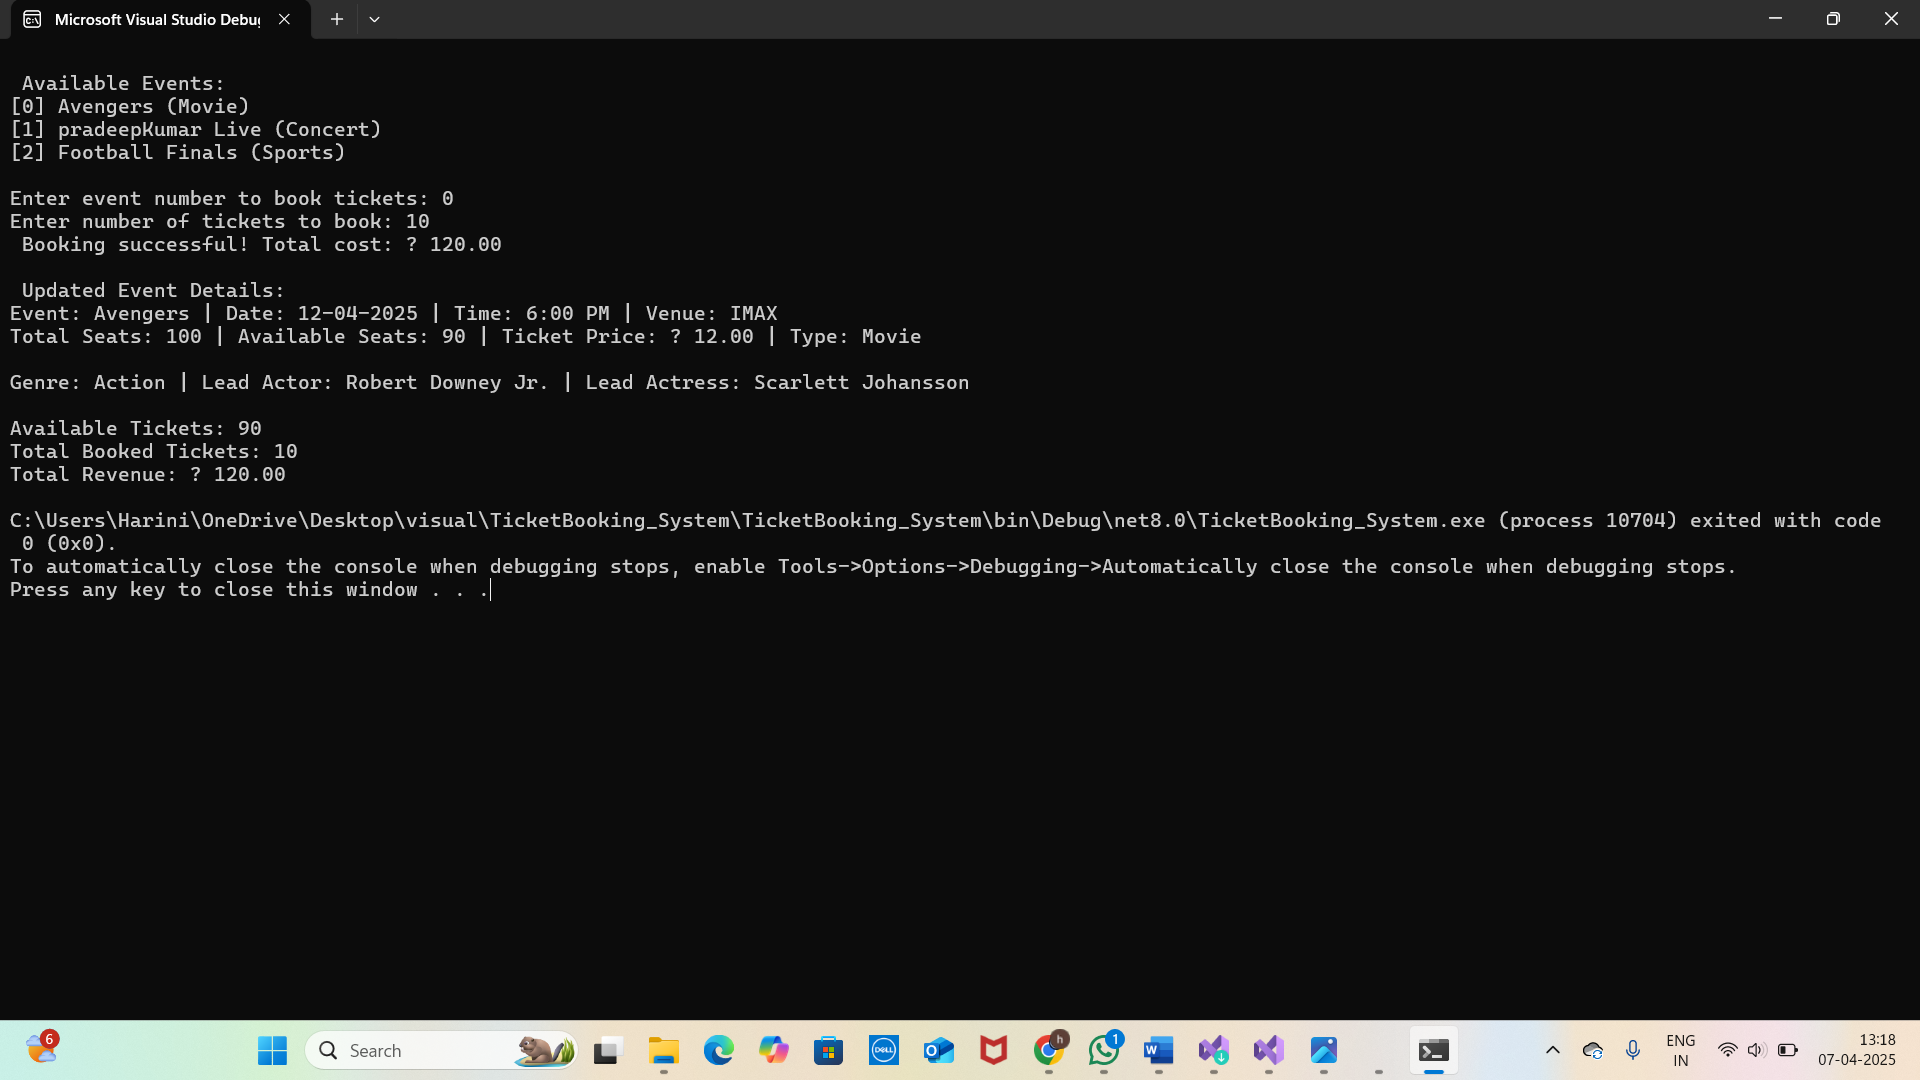 Microsoft Visual Studio Debu
Available Events:
[0] Avengers (Movie)
[1] pradeepKumar Live (Concert)
[2] Football Finals (Sports)
Enter event number to book tickets: 0
Enter number of tickets to book: 10
Booking successful! Total cost: ? 120.00
Updated Event Details:
Event: Avengers | Date: 12-04-2025 | Time: 6:00 PM | Venue: IMAX
Total Seats: 100 | Available Seats: 90 | Ticket Price: ? 12.00 | Type: Movie
Genre: Action | Lead Actor: Robert Downey Jr. | Lead Actress: Scarlett Johansson
Available Tickets: 90
Total Booked Tickets: 10
Total Revenue: ? 120.00
C:\Users\Harini\OneDrive\Desktop\visual\TicketBooking_System\TicketBooking_System\bin\Debug\net8.0\TicketBooking_System.exe (process 10704) exited with code
0 (0x0).
To automatically close the console when debugging stops, enable Tools->Options->Debugging->Automatically close the console when debugging stops.
Press any key to close this window . . .
6
Search
DELL
h
1
ENG
IN
13:18
07-04-2025